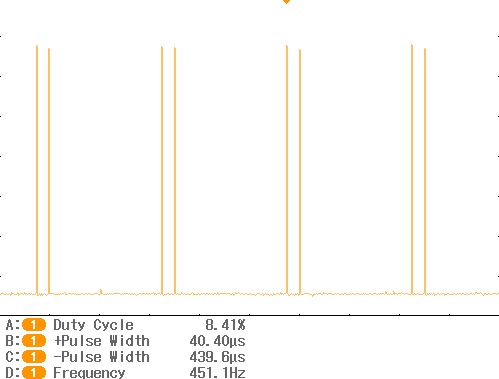 A: 1 Duty Cycle 8.41%
B: 1 +Pulse Width 40.40µs
C: 1 -Pulse Width 439.6µs
D: 1 Frequency 451.1Hz